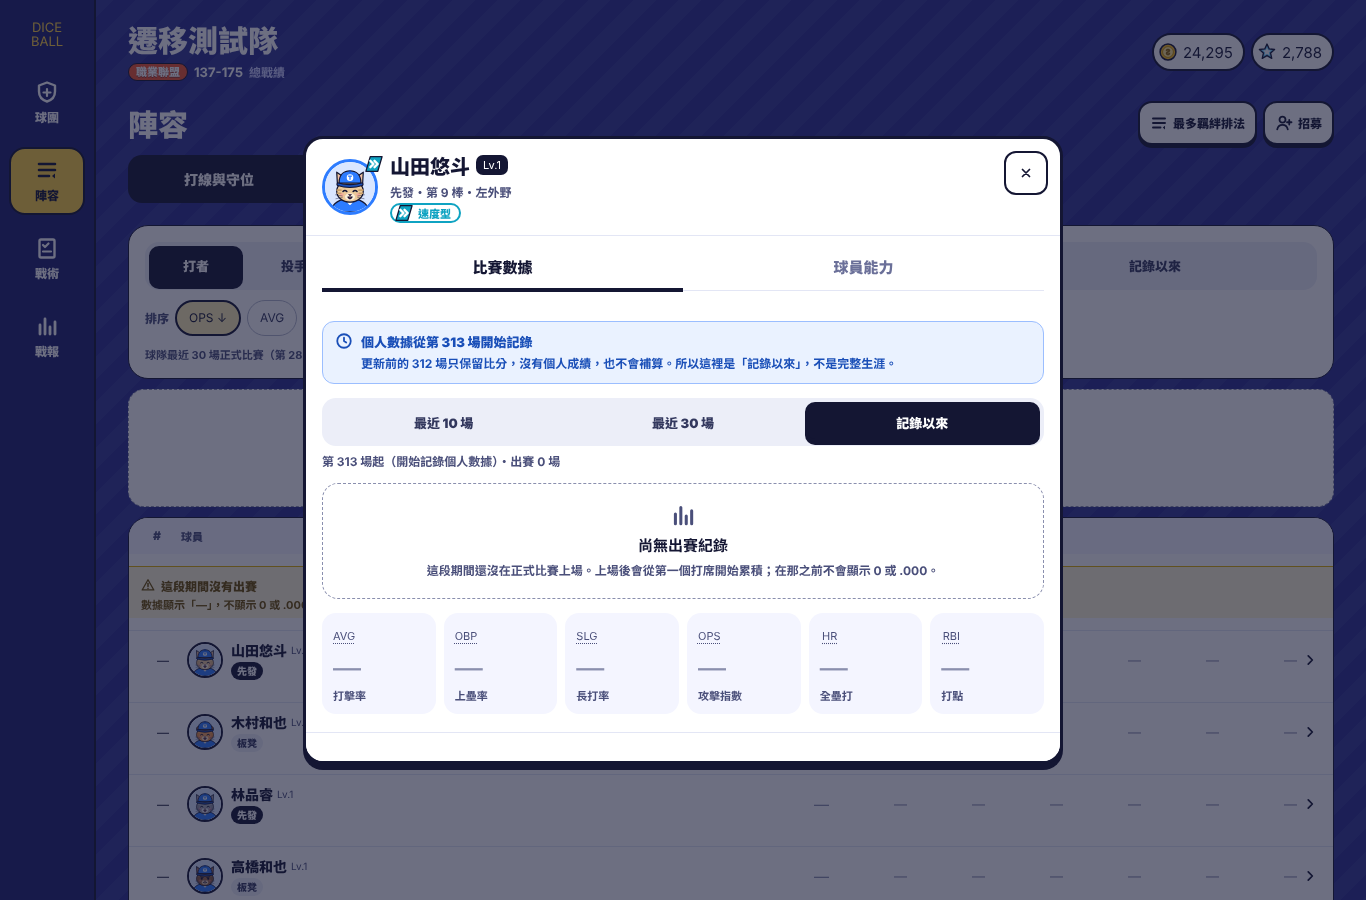 DICE
BALL
球團
陣容
戰術
戰報
遷移測試隊
職業聯盟 137-175 總戰績
24,295
2,788
陣容
最多羈絆排法
招募
打線與守位
打者
投手
記錄以來
排序
OPS ↓
AVG
球隊最近 30 場正式比賽（第 28
# 球員
這段期間沒有出賽
數據顯示「—」，不顯示 0 或 .000
— 山田悠斗 Lv.
先發
— — —
— 木村和也 Lv.
板凳
— — —
— 林品睿 Lv.1
先發
— — — — — — —
— 高橋和也 Lv.1
板凳
— — — — — — —
山田悠斗 Lv.1
先發・第 9 棒・左外野
速度型
×
比賽數據
球員能力
個人數據從第 313 場開始記錄
更新前的 312 場只保留比分，沒有個人成績，也不會補算。所以這裡是「記錄以來」，不是完整生涯。
最近 10 場
最近 30 場
記錄以來
第 313 場起（開始記錄個人數據）・出賽 0 場
尚無出賽紀錄
這段期間還沒在正式比賽上場。上場後會從第一個打席開始累積；在那之前不會顯示 0 或 .000。
AVG
—
打擊率
OBP
—
上壘率
SLG
—
長打率
OPS
—
攻擊指數
HR
—
全壘打
RBI
—
打點